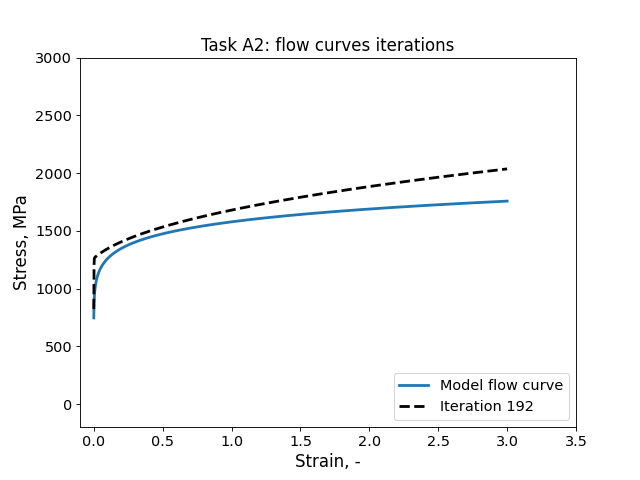 Task A2: flow curves iterations
3000
2500
2000
1500
1000
500
0
Stress, MPa
0.0 0.5 1.0 1.5 2.0 2.5 3.0 3.5
Strain, -
Model flow curve
Iteration 192